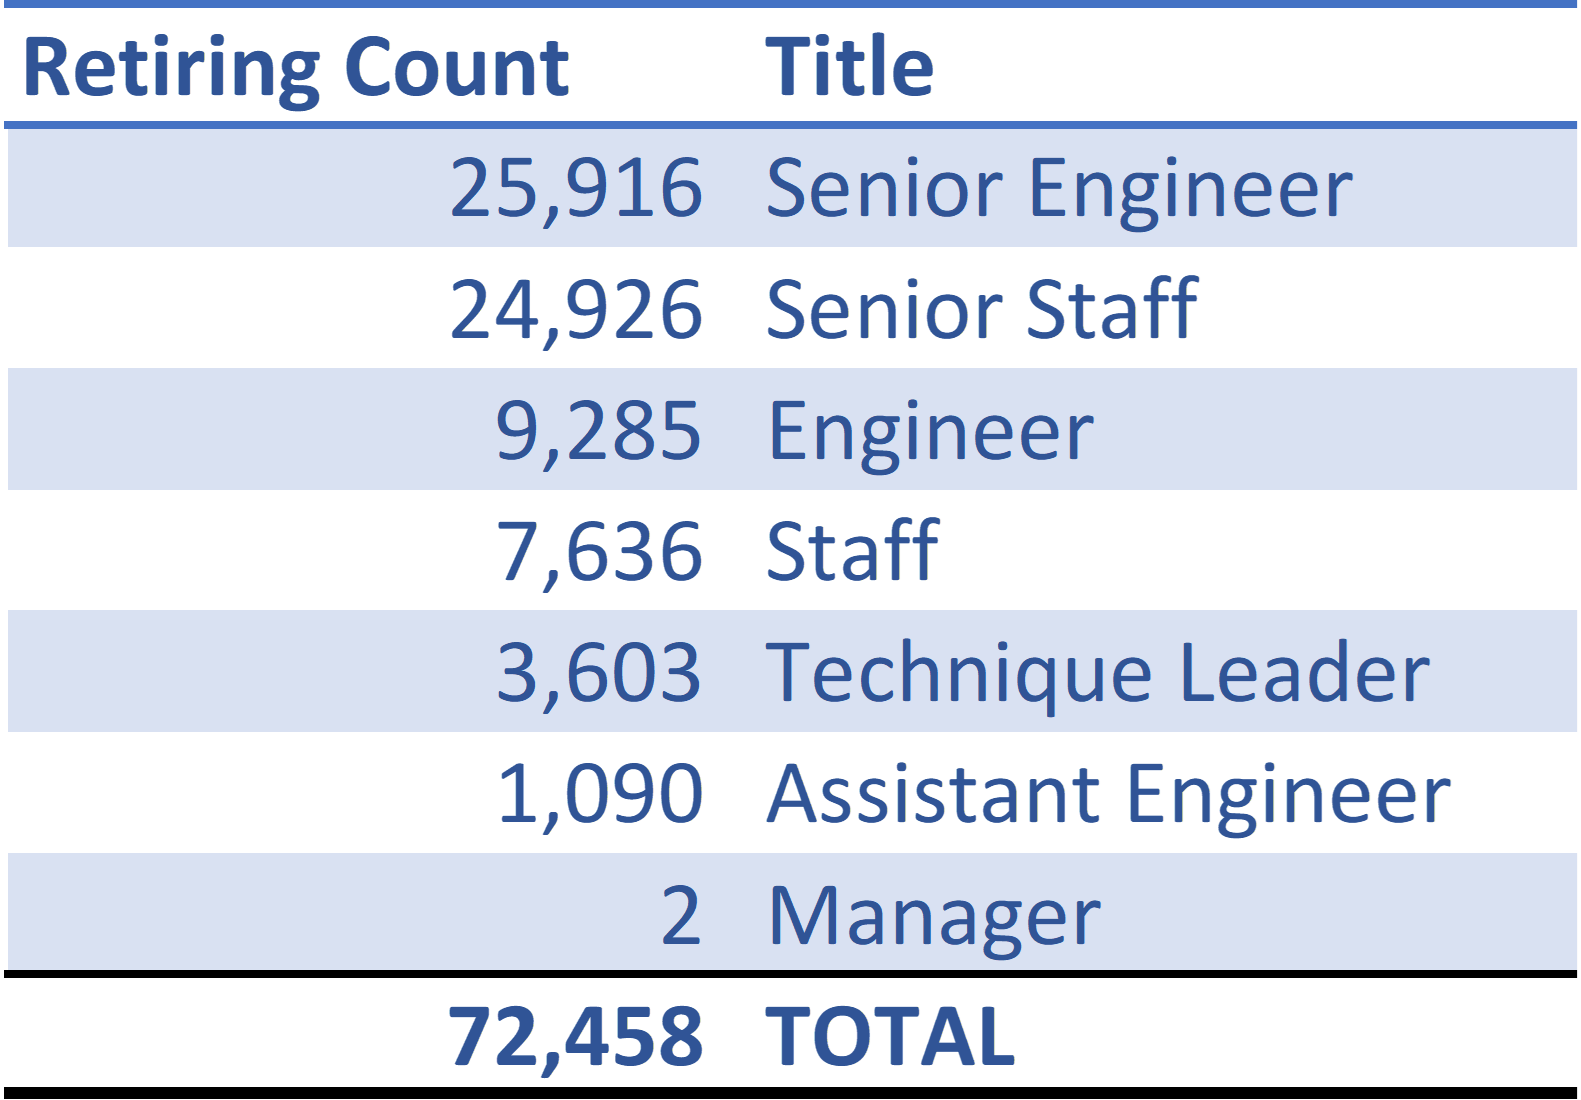 Retiring Count Title
25,916 Senior Engineer
24,926 Senior Staff
9,285 Engineer
7,636 Staff
3,603 Technique Leader
1,090 Assistant Engineer
2 Manager
72,458 TOTAL